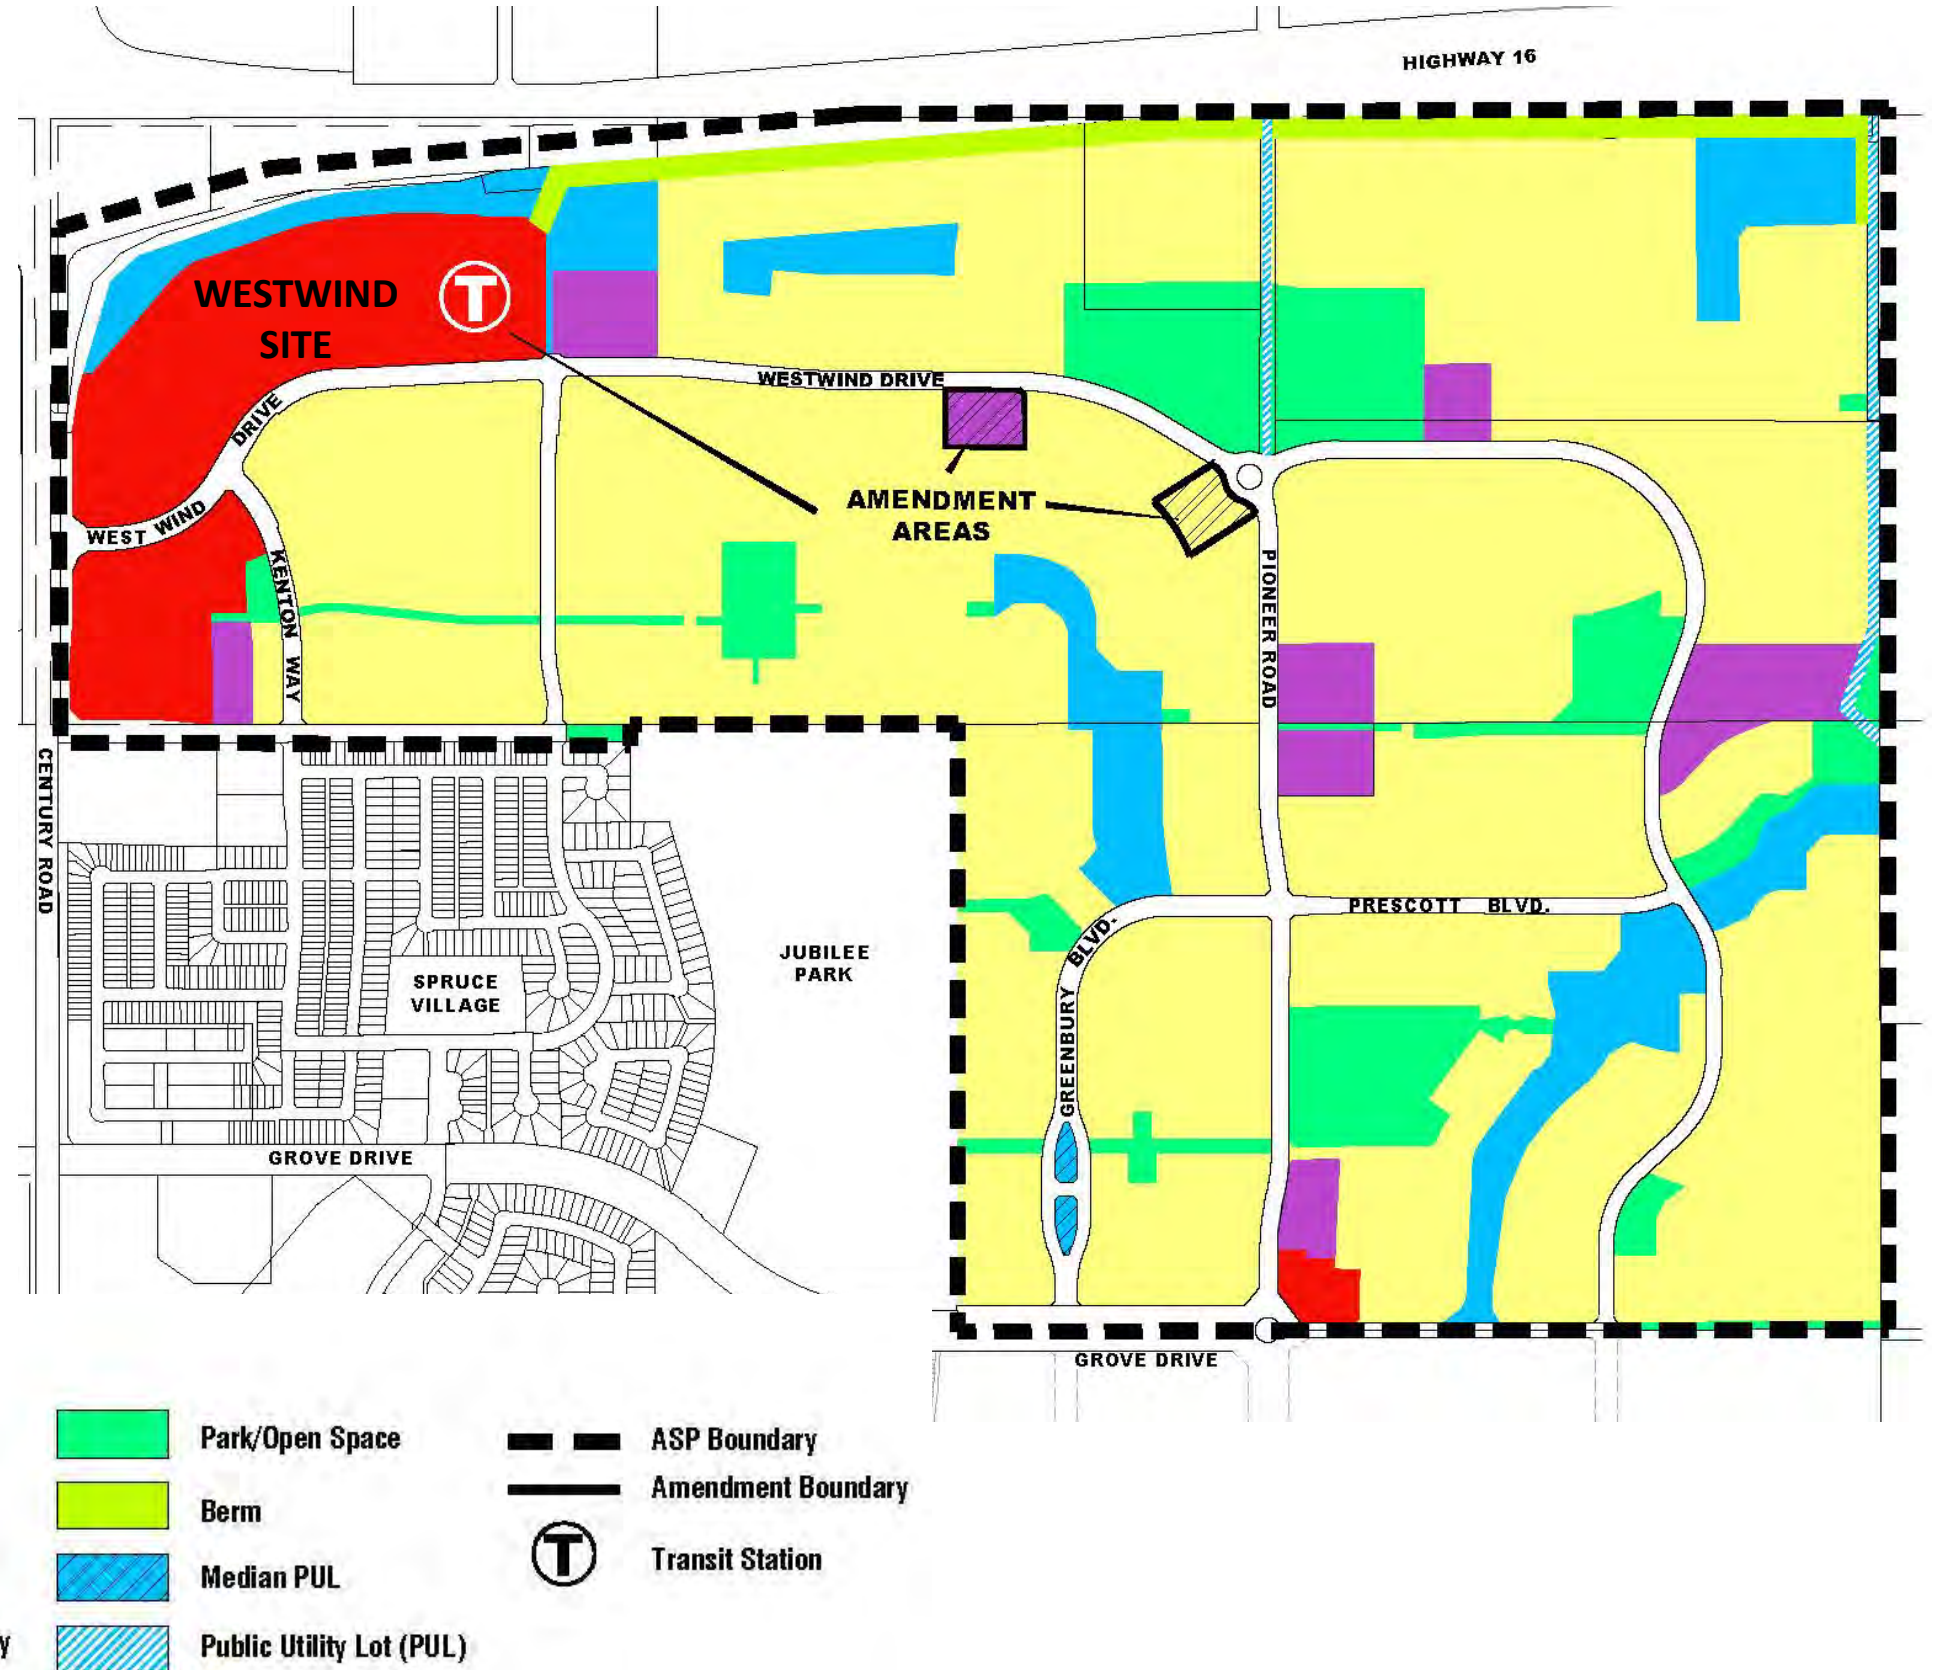 HIGHWAY 16
WESTWIND
SITE
T
WESTWIND DRIVE
DRIVE
WEST WIND
AMENDMENT
AREAS
KENTON WAY
PIONEER ROAD
CENTURY ROAD
PRESCOTT BLVD.
GREENBURY BLVD.
JUBILEE
PARK
SPRUCE
VILLAGE
GROVE DRIVE
GROVE DRIVE
Park/Open Space
Berm
Median PUL
y
Public Utility Lot (PUL)
ASP Boundary
Amendment Boundary
T
Transit Station